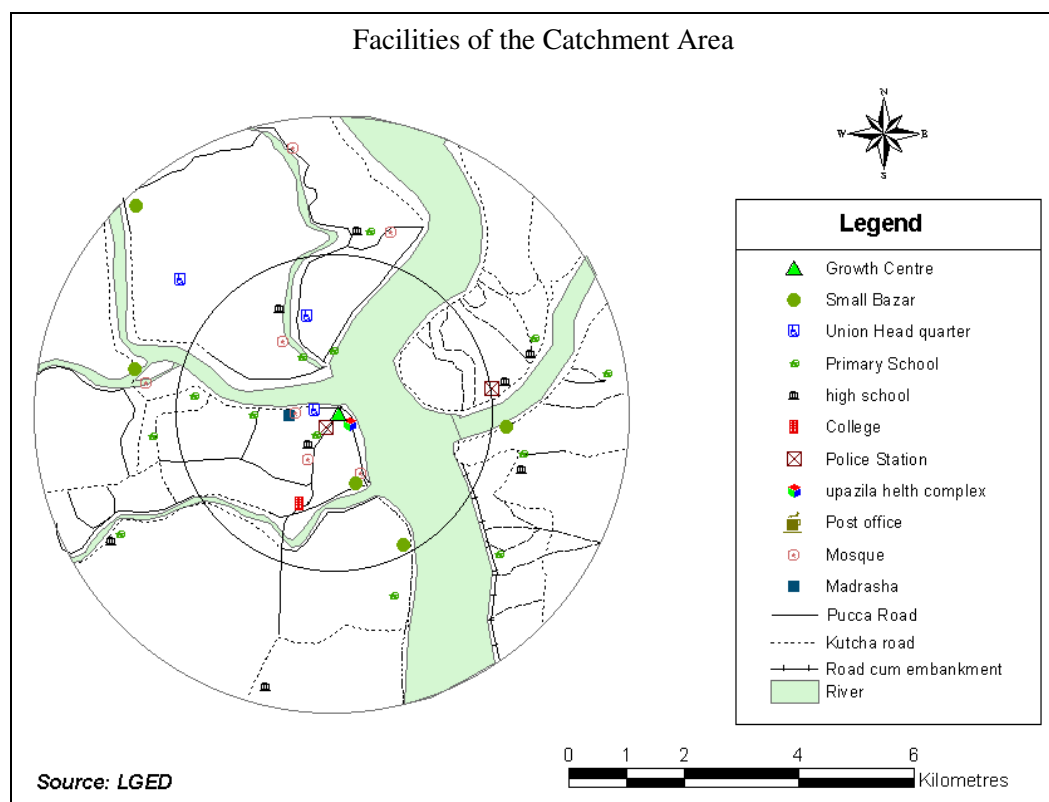 Facilities of the Catchment Area
N
W E
S
Legend
Growth Centre
Small Bazar
Union Head quarter
Primary School
high school
College
Police Station
upazila helth complex
Post office
Mosque
Madrasha
Pucca Road
Kutcha road
Road cum embankment
River
0 1 2 4 6
Kilometres
Source: LGED